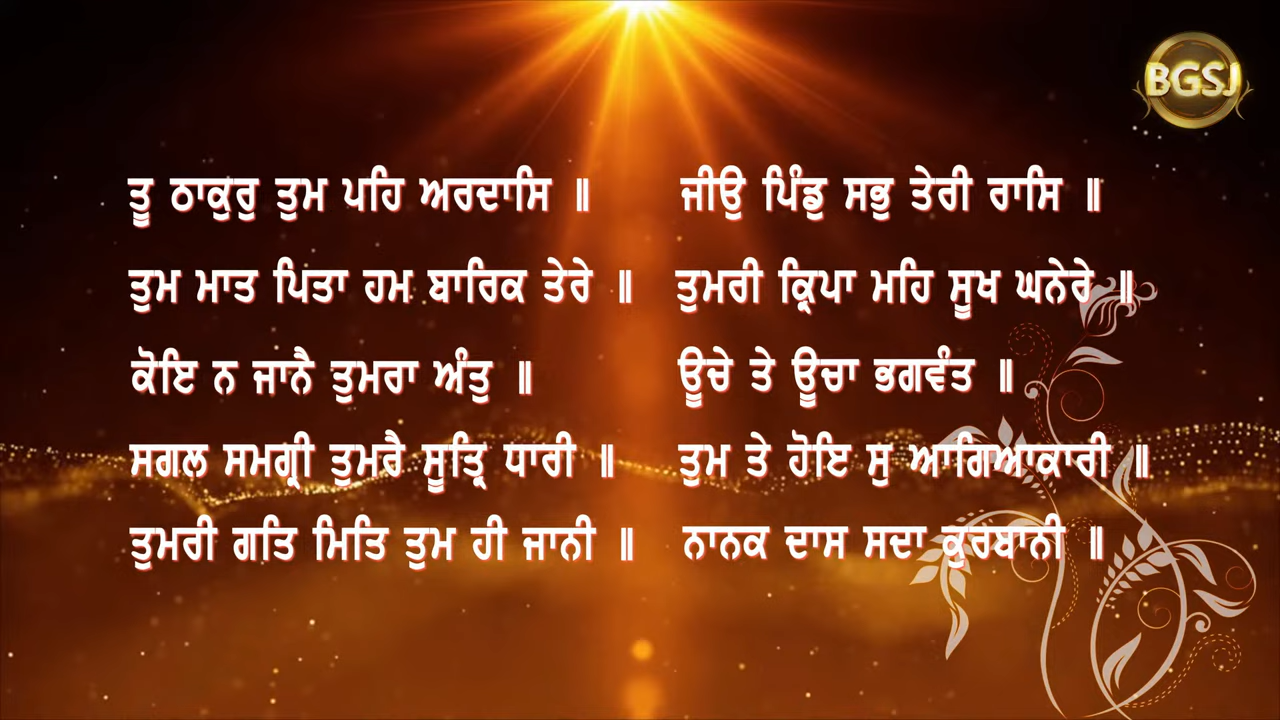 BGSJ
ਤੂ ਠਾਕੁਰੁ ਤੁਮ ਪਹਿ ਅਰਦਾਸਿ ॥ ਜੀਉ ਪਿੰਡੁ ਸਭੁ ਤੇਰੀ ਰਾਸਿ ॥
ਤੁਮ ਮਾਤ ਪਿਤਾ ਹਮ ਬਾਰਿਕ ਤੇਰੇ ॥ ਤੁਮਰੀ ਕ੍ਰਿਪਾ ਮਹਿ ਸੂਖ ਘਨੇਰੇ ॥
ਕੋਇ ਨ ਜਾਨੈ ਤੁਮਰਾ ਅੰਤੁ ॥ ਊਚੇ ਤੇ ਊਚਾ ਭਗਵੰਤ ॥
ਸਗਲ ਸਮਗ੍ਰੀ ਤੁਮਰੈ ਸੂਤ੍ਰਿ ਧਾਰੀ ॥ ਤੁਮ ਤੇ ਹੋਇ ਸੁ ਆਗਿਆਕਾਰੀ ॥
ਤੁਮਰੀ ਗਤਿ ਮਿਤਿ ਤੁਮ ਹੀ ਜਾਨੀ ॥ ਨਾਨਕ ਦਾਸ ਸਦਾ ਕੁਰਬਾਨੀ ॥